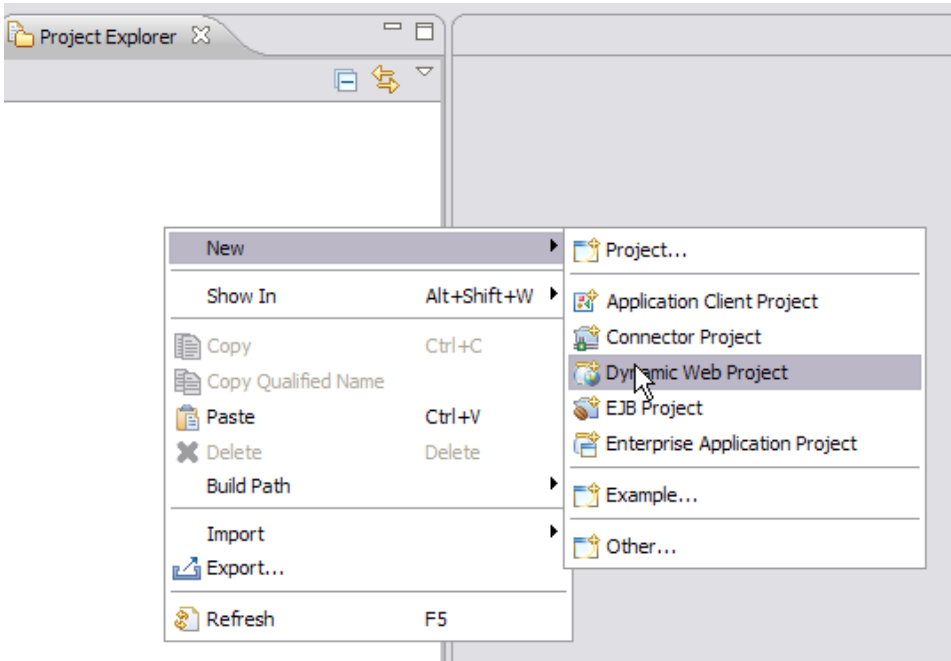 Project Explorer
New
Show In Alt+Shift+W
Copy Ctrl+C
Copy Qualified Name
Paste Ctrl+V
Delete Delete
Build Path
Import
Export...
Refresh F5
Project...
Application Client Project
Connector Project
Dynamic Web Project
EJB Project
Enterprise Application Project
Example...
Other...